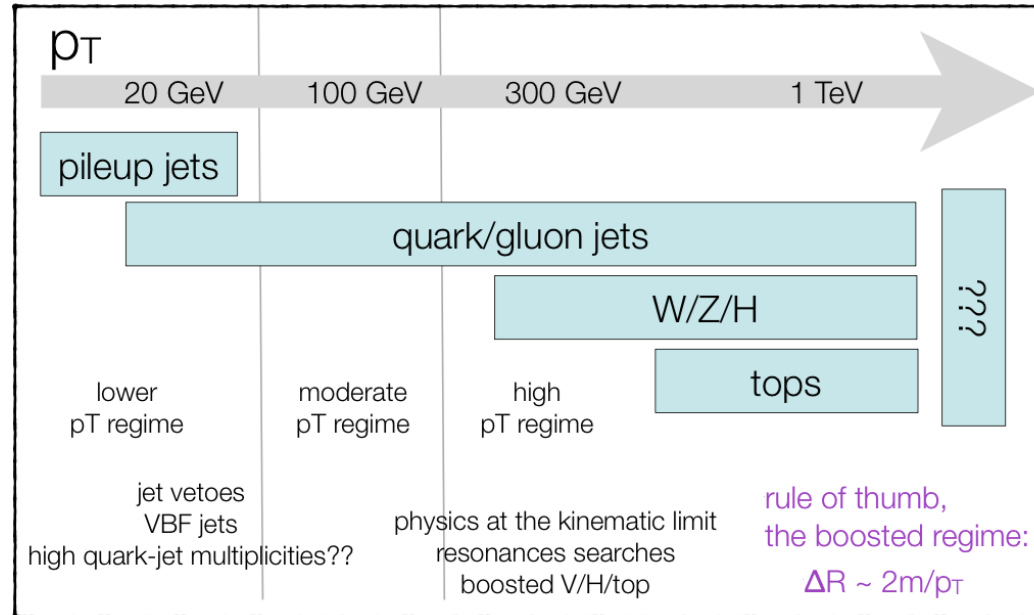 pT
20 GeV
100 GeV
300 GeV
1 TeV
pileup jets
quark/gluon jets
W/Z/H
tops
???
lower
pT regime
moderate
pT regime
high
pT regime
jet vetoes
VBF jets
high quark-jet multiplicities??
physics at the kinematic limit
resonances searches
boosted V/H/top
rule of thumb,
the boosted regime:
ΔR ~ 2m/pT